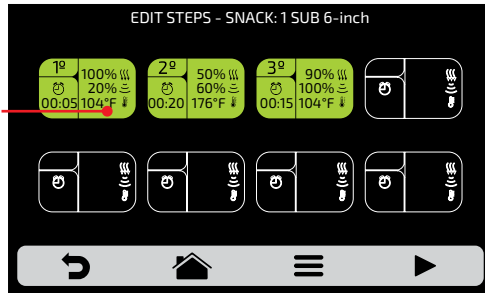 EDIT STEPS - SNACK: 1 SUB 6-inch
1º 100%
20%
00:05 104°F
2º 50%
60%
00:20 176°F
3º 90%
100%
00:15 104°F